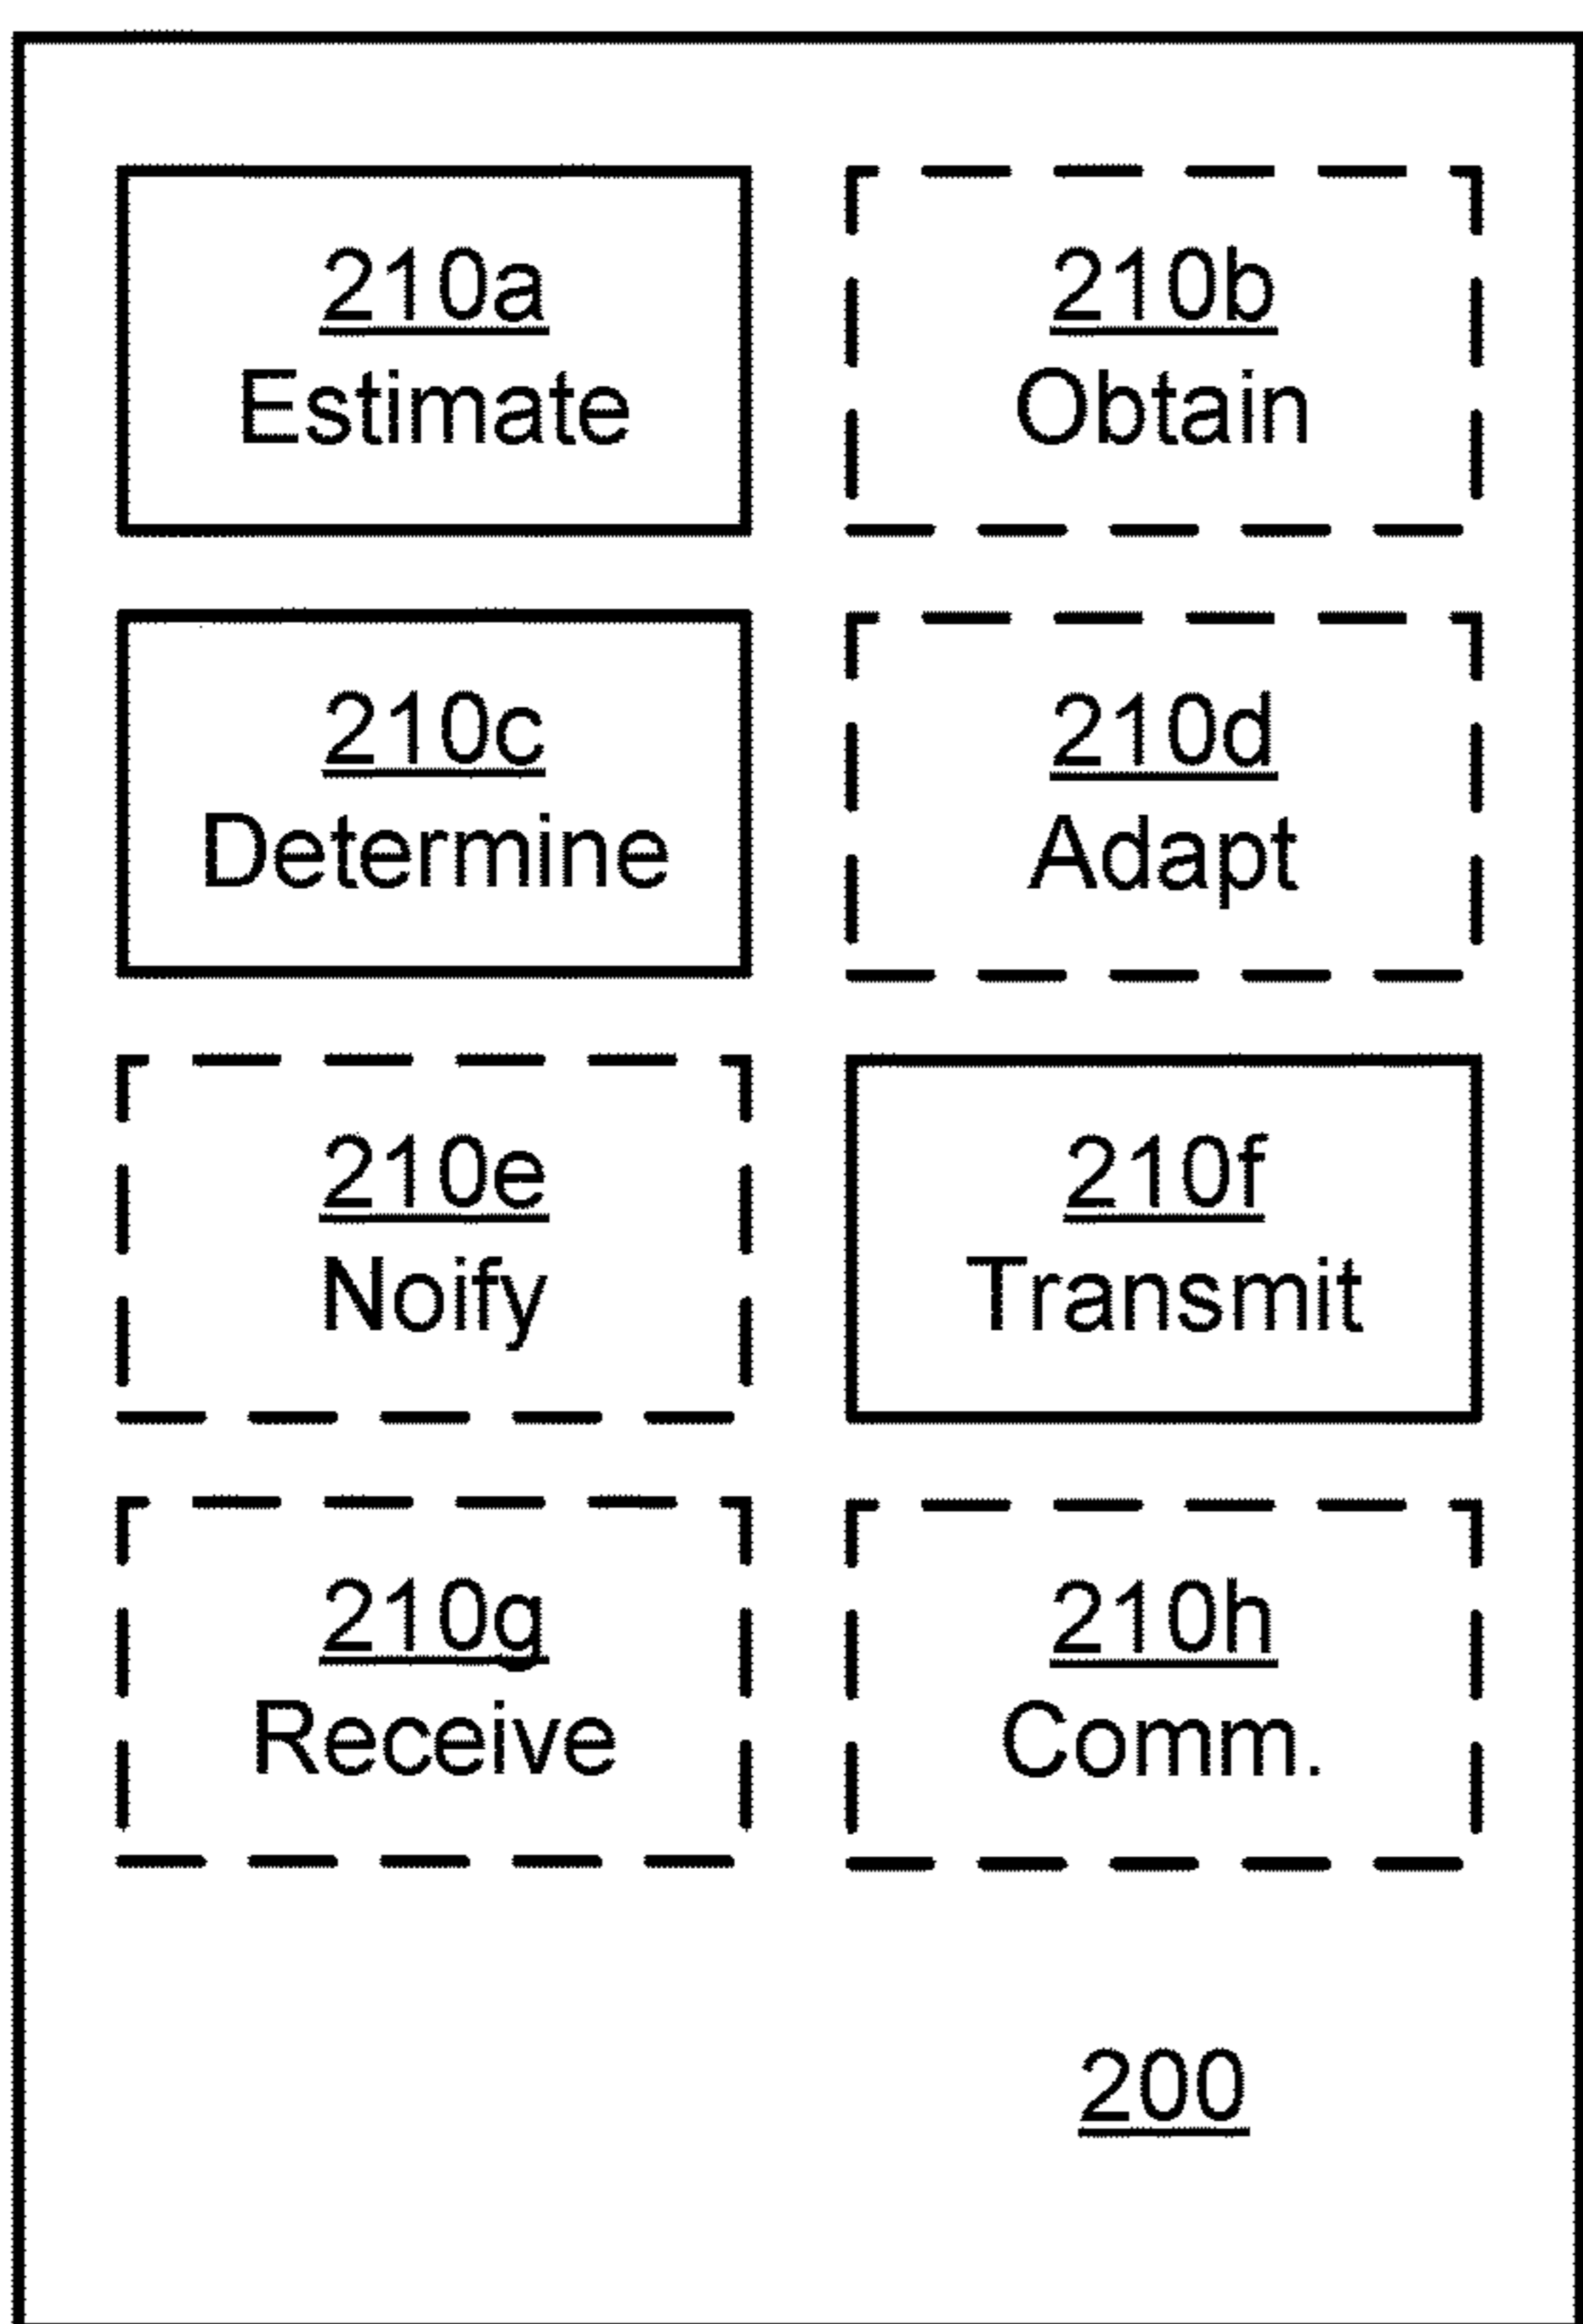 210a
Estimate
210b
Obtain
210c
Determine
210d
Adapt
210e
Noify
210f
Transmit
210g
Receive
210h
Comm.
200